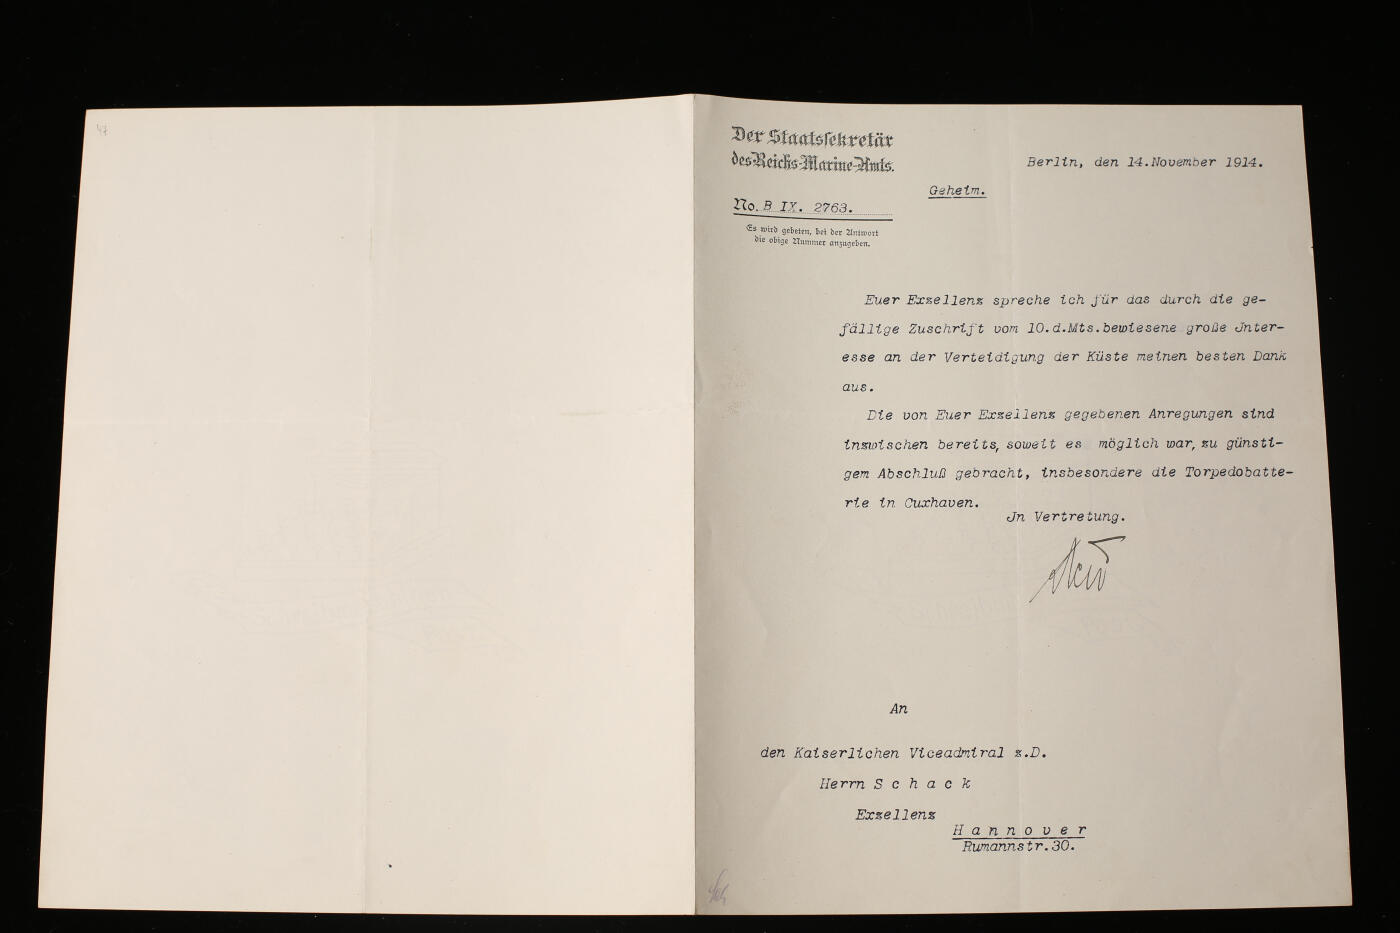 47
Der Staatssekretär
des Reichs-Marine-Amts.
Berlin, den 14.November 1914.
Geheim.
No. B IX. 2763.
Es wird gebeten, bei der Antwort
die obige Nummer anzugeben.
Euer Exzellenz spreche ich für das durch die ge-
fällige Zuschrift vom 10.d.Mts.bewiesene große Jnter-
esse an der Verteidigung der Küste meinen besten Dank
aus.
Die von Euer Exzellenz gegebenen Anregungen sind
inzwischen bereits, soweit es möglich war, zu günsti-
gem Abschluß gebracht, insbesondere die Torpedobatte-
rie in Cuxhaven.
Jn Vertretung.
An
den Kaiserlichen Viceadmiral z.D.
Herrn S c h a c k
Exzellenz
H a n n o v e r
Rumannstr.30.